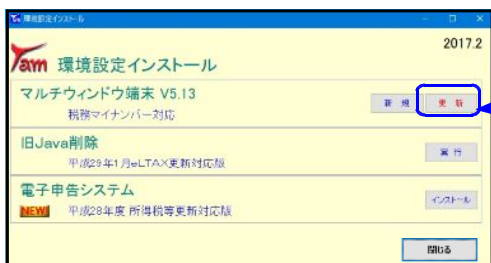 環境設定インストール
2017.2
Tam 環境設定インストール
マルチウィンドウ端末 V5.13
税務マイナンバー対応
新 規
更 新
旧Java削除
平成29年1月eLTAX更新対応版
実 行
電子申告システム
NEW! 平成28年度 所得税等更新対応版
インストール
閉じる